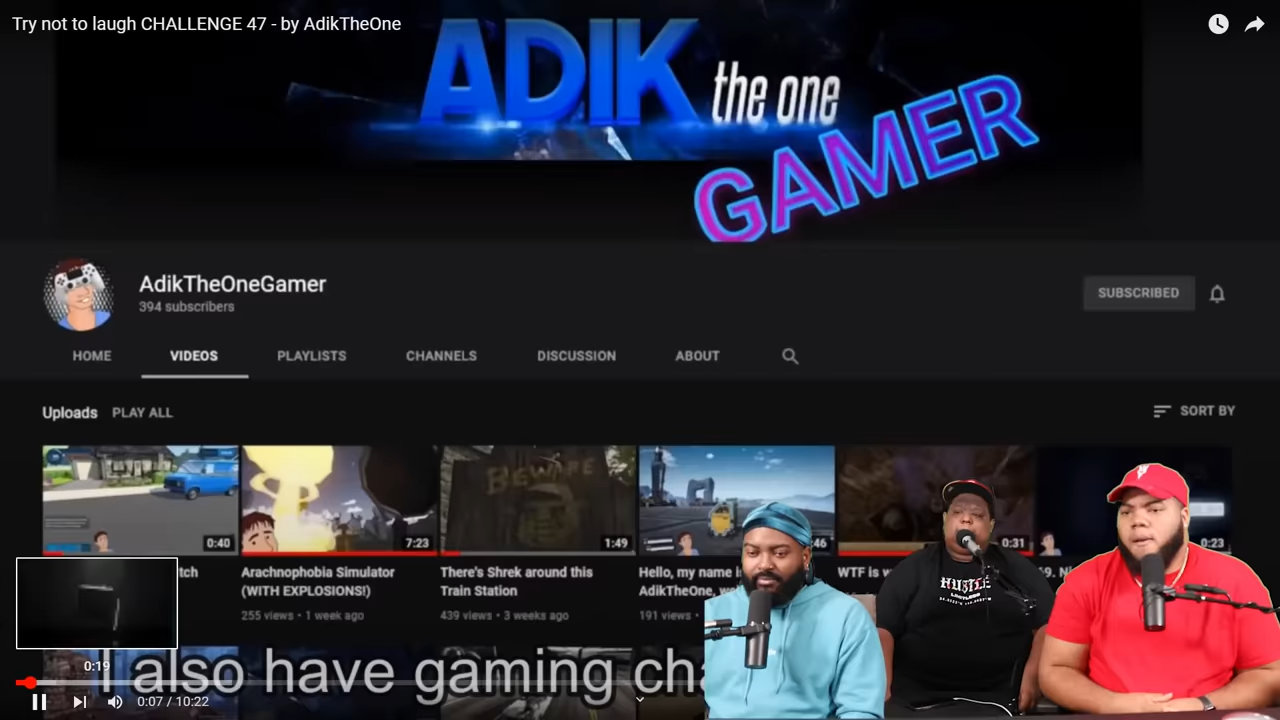 Try not to laugh CHALLENGE 47 - by AdikTheOne
ADIK the one
GAMER
AdikTheOneGamer
394 subscribers
SUBSCRIBED
HOME VIDEOS PLAYLISTS CHANNELS DISCUSSION ABOUT
Uploads PLAY ALL
SORT BY
BEWARE
0:40 7:23 1:49 :46 0:31 0:23
tch
Arachnophobia Simulator
(WITH EXPLOSIONS!)
255 views • 1 week ago
There's Shrek around this
Train Station
439 views • 3 weeks ago
Hello, my name i
AdikTheOne, w
191 views •
WTF is w
HUSTLE
0:19
I also have gaming cha
0:07 / 10:22